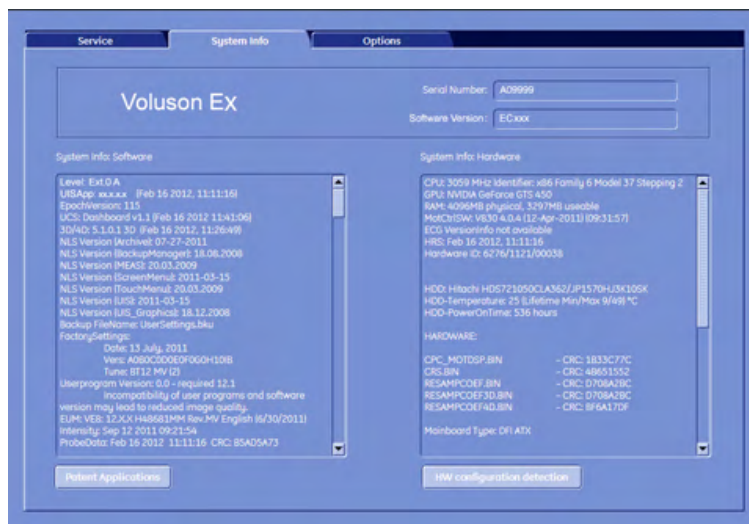 Service System Info Options
Voluson Ex
Serial Number: A09999
Software Version: ECxxx
System Info: Software
Level: Ext.0 A
UISApp: xx.x.x.x (Feb 16 2012, 11:11:16)
EpochVersion: 115
UCS: Dashboard v1.1 (Feb 16 2012 11:41:06)
3D/4D: 5.1.0.1 3D (Feb 16 2012, 11:26:49)
NLS Version (Archive): 07-27-2011
NLS Version (BackupManager): 18.08.2008
NLS Version (MEAS): 20.03.2009
NLS Version (ScreenMenu): 2011-03-15
NLS Version (TouchMenu): 20.03.2009
NLS Version (UIS): 2011-03-15
NLS Version (UIS_Graphics): 18.12.2008
Backup FileName: UserSettings.bku
FactorySettings:
Date: 13 July, 2011
Vers: A0B0C0D0E0F0G0H10IB
Tune: BT12 MV (2)
Userprogram Version: 0.0 - required 12.1
Incompatibility of user programs and software
version may lead to reduced image quality.
EUM: VE8: 12.X.X H48681MM Rev.MV English (6/30/2011)
Intensity: Sep 12 2011 09:21:54
ProbeData: Feb 16 2012 11:11:16 CRC: B5AD5A73
Patent Applications
System Info: Hardware
CPU: 3059 MHz Identifier: x86 Family 6 Model 37 Stepping 2
GPU: NVIDIA GeForce GTS 450
RAM: 4096MB physical, 3297MB useable
MotCtrlSW: V830 4.0.4 (12-Apr-2011) (09:31:57)
ECG VersionInfo not available
HRS: Feb 16 2012, 11:11:16
Hardware ID: 6276/1121/00038
HDD: Hitachi HDS721050CLA362/JP1570HJ3K10SK
HDD-Temperature: 25 (Lifetime Min/Max 9/49) °C
HDD-PowerOnTime: 536 hours
HARDWARE:
CPC_MOTDSP.BIN - CRC: 1B33C77C
CRS.BIN - CRC: 4B651552
RESAMPCOEF.BIN - CRC: D708A2BC
RESAMPCOEF3D.BIN - CRC: D708A2BC
RESAMPCOEF4D.BIN - CRC: BF6A17DF
Mainboard Type: DFI ATX
HW configuration detection